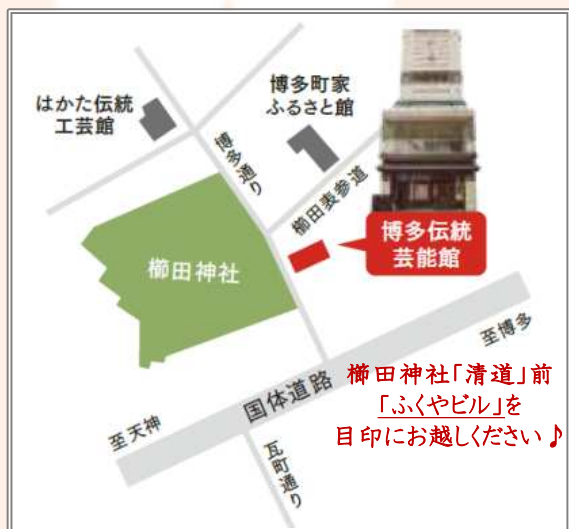 はかた伝統
工芸館
博多町家
ふるさと館
博多通り
櫛田表参道
博多伝統
芸能館
櫛田神社
至博多
国体道路
至天神
瓦町通り
櫛田神社「清道」前
「ふくやビル」を
目印にお越しください♪